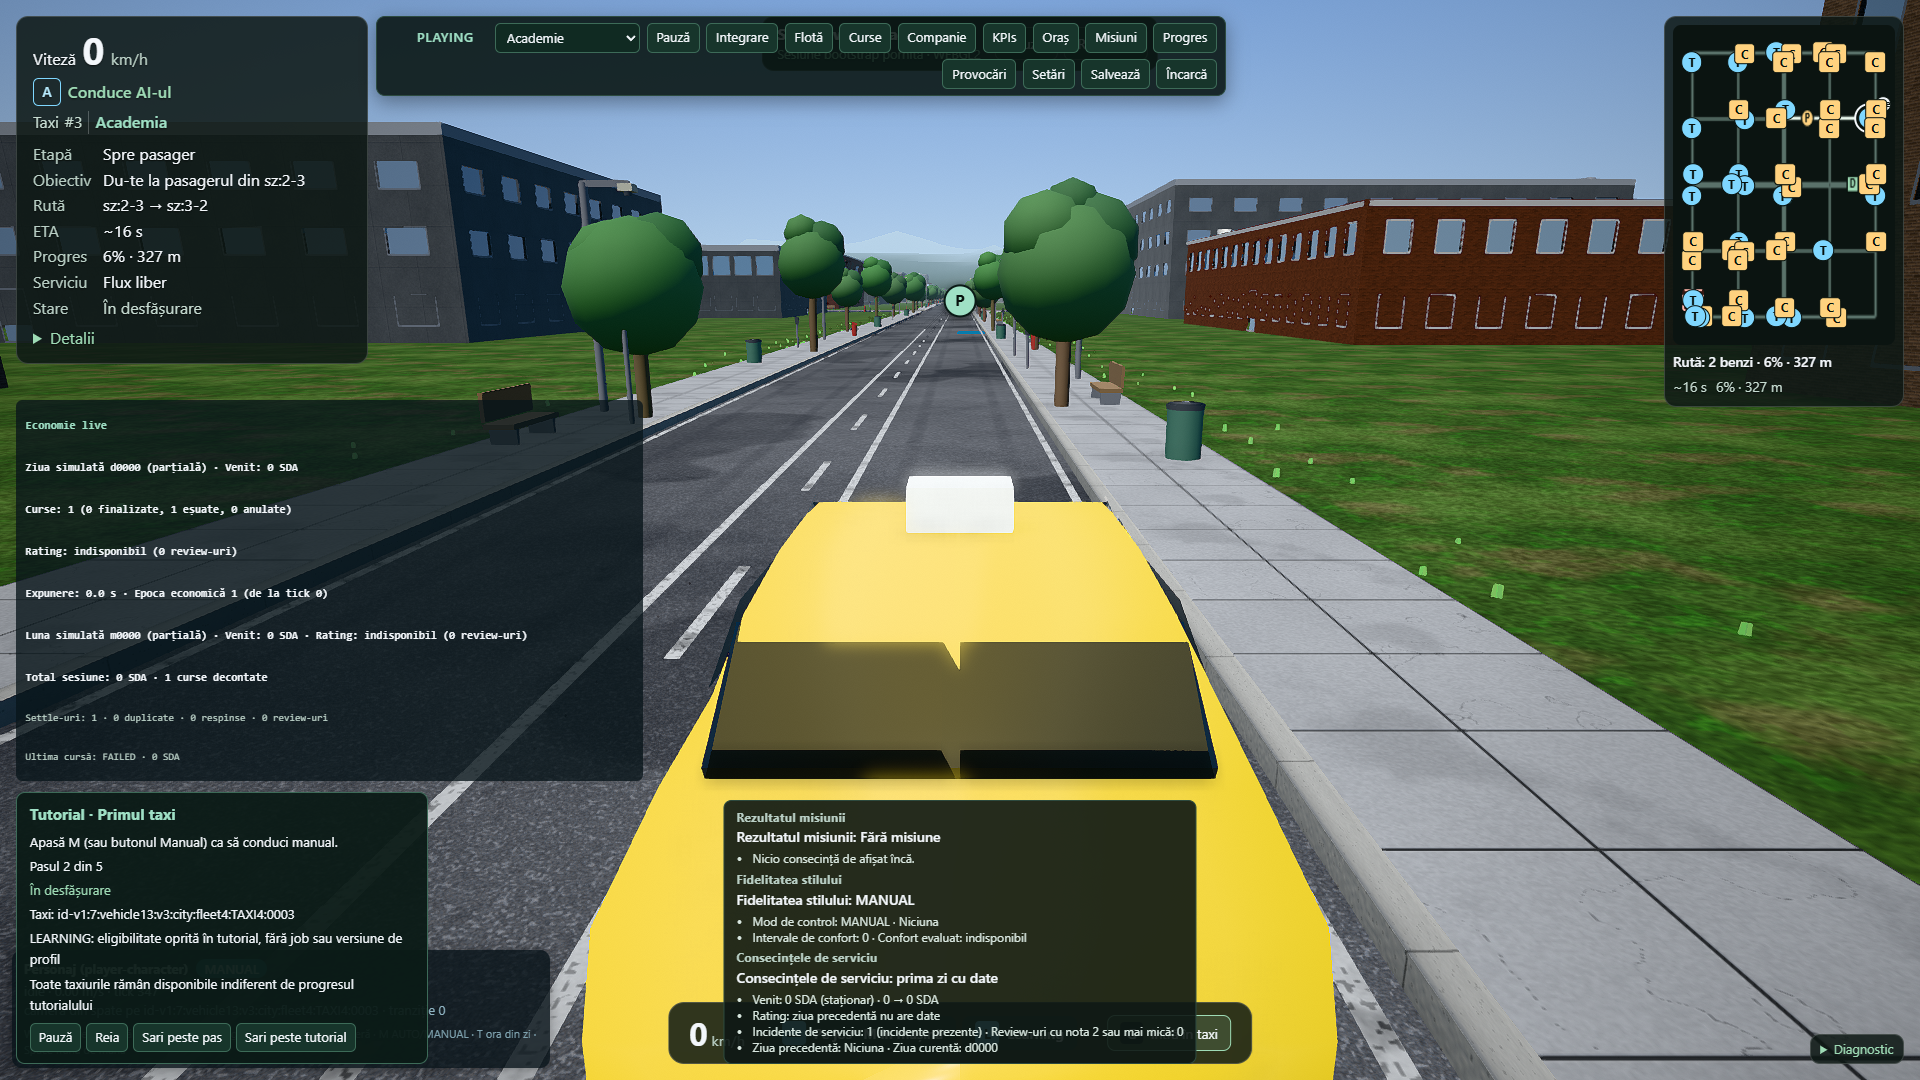 Viteză 0 km/h
A Conduce AI-ul
Taxi #3 Academia
Etapă Spre pasager
Obiectiv Du-te la pasagerul din sz:2-3
Rută sz:2-3 → sz:3-2
ETA ~16 s
Progres 6% · 327 m
Serviciu Flux liber
Stare În desfășurare
▶ Detalii
PLAYING Academie Pauză Integrare Flotă Curse Companie KPIs Oraș Misiuni Progres
Provocări Setări Salvează Încarcă
P
Rută: 2 benzi · 6% · 327 m
~16 s 6% · 327 m
Economie live
Ziua simulată d0000 (parțială) · Venit: 0 SDA
Curse: 1 (0 finalizate, 1 eșuate, 0 anulate)
Rating: indisponibil (0 review-uri)
Expunere: 0.0 s · Epoca economică 1 (de la tick 0)
Luna simulată m0000 (parțială) · Venit: 0 SDA · Rating: indisponibil (0 review-uri)
Total sesiune: 0 SDA · 1 curse decontate
Settle-uri: 1 · 0 duplicate · 0 respinse · 0 review-uri
Ultima cursă: FAILED · 0 SDA
Tutorial · Primul taxi
Apasă M (sau butonul Manual) ca să conduci manual.
Pasul 2 din 5
În desfășurare
Taxi: id-v1:7:vehicle13:v3:city:fleet4:TAXI4:0003
LEARNING: eligibilitate oprită în tutorial, fără job sau versiune de
profil
Toate taxiurile rămân disponibile indiferent de progresul
tutorialului
Pauză Reia Sari peste pas Sari peste tutorial
MANUAL · T ora din zi ·
Rezultatul misiunii
Rezultatul misiunii: Fără misiune
• Nicio consecință de afișat încă.
Fidelitatea stilului
Fidelitatea stilului: MANUAL
• Mod de control: MANUAL · Niciuna
• Intervale de confort: 0 · Confort evaluat: indisponibil
Consecințele de serviciu
Consecințele de serviciu: prima zi cu date
• Venit: 0 SDA (staționar) · 0 → 0 SDA
• Rating: ziua precedentă nu are date
• Incidente de serviciu: 1 (incidente prezente) · Review-uri cu nota 2 sau mai mică: 0
• Ziua precedentă: Niciuna · Ziua curentă: d0000
0 taxi
▶ Diagnostic